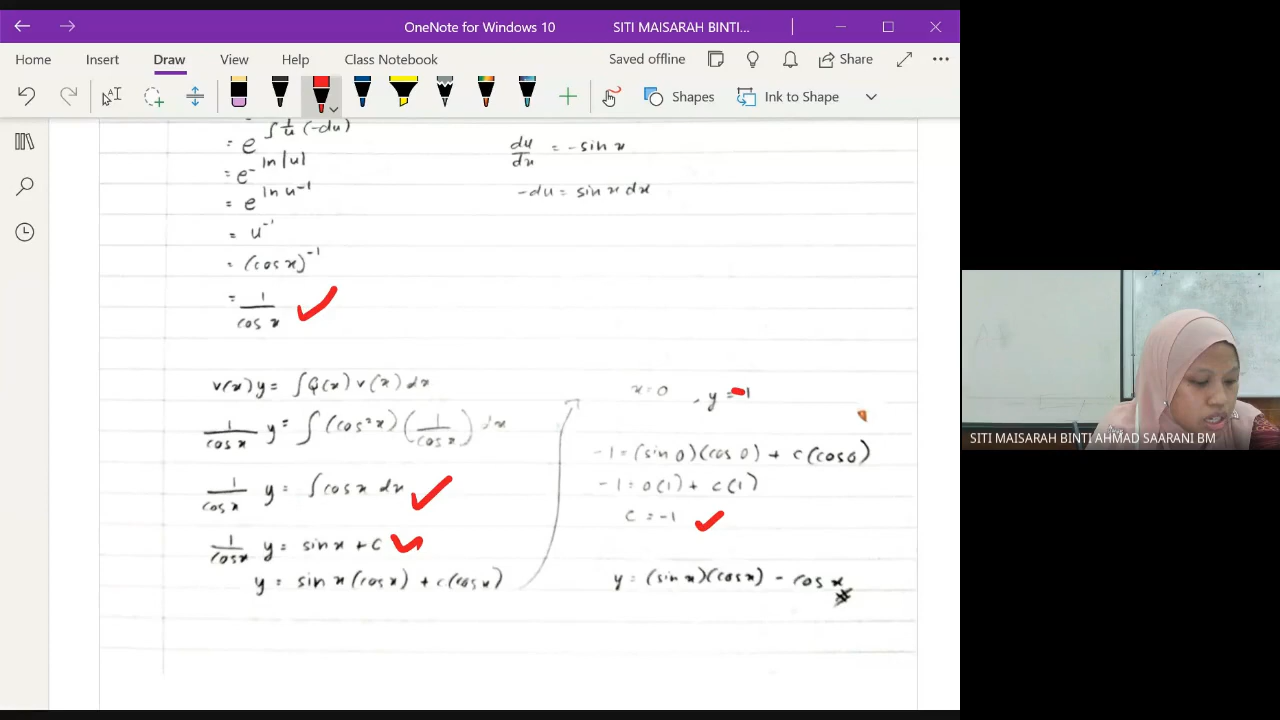 OneNote for Windows 10
SITI MAISARAH BINTI...
Home Insert Draw View Help Class Notebook
Saved offline
Share
Shapes
Ink to Shape
= e^{∫ 1/u (-du)}
= e^{- ln|u|}
= e^{ln u^{-1}}
= u^{-1}
= (cos x)^{-1}
= 1/cos x
du/dx = -sin x
-du = sin x dx
v(x)y = ∫Q(x) v(x) dx
1/cos x y = ∫ (cos²x) (1/cos x) dx
1/cos x y = ∫ cos x dx
1/cos x y = sin x + c
y = sin x (cos x) + c(cos x)
x = 0 , y = -1
-1 = (sin 0)(cos 0) + c(cos 0)
-1 = 0(1) + c(1)
c = -1
y = (sin x)(cos x) - cos x
SITI MAISARAH BINTI AHMAD SAARANI BM